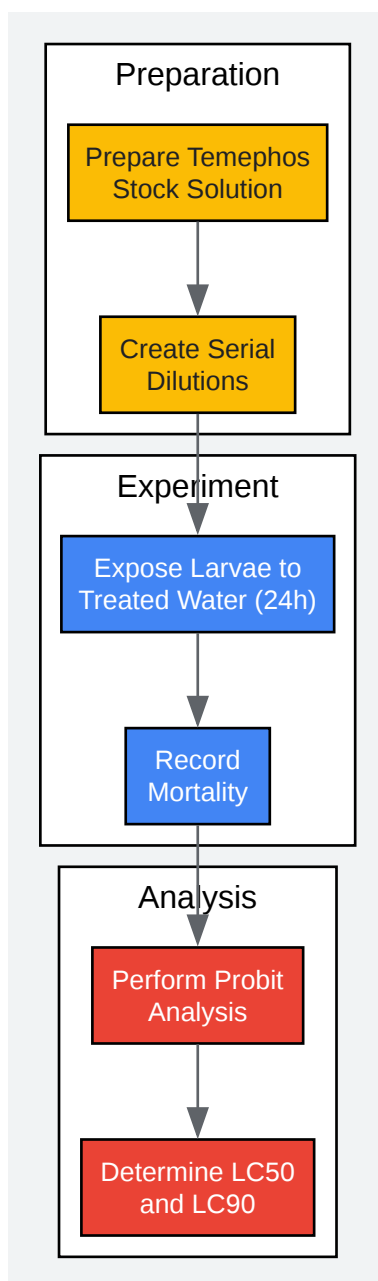 Preparation
Prepare Temephos
Stock Solution
Create Serial
Dilutions
Experiment
Expose Larvae to
Treated Water (24h)
Record
Mortality
Analysis
Perform Probit
Analysis
Determine LC50
and LC90